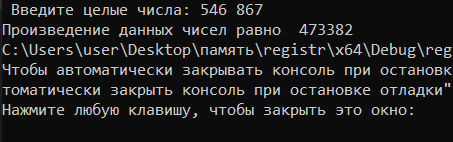 Введите целые числа: 546 867
Произведение данных чисел равно  473382
C:\Users\user\Desktop\память\registr\x64\Debug\reg
Чтобы автоматически закрывать консоль при остановк
томатически закрыть консоль при остановке отладки"
Нажмите любую клавишу, чтобы закрыть это окно: